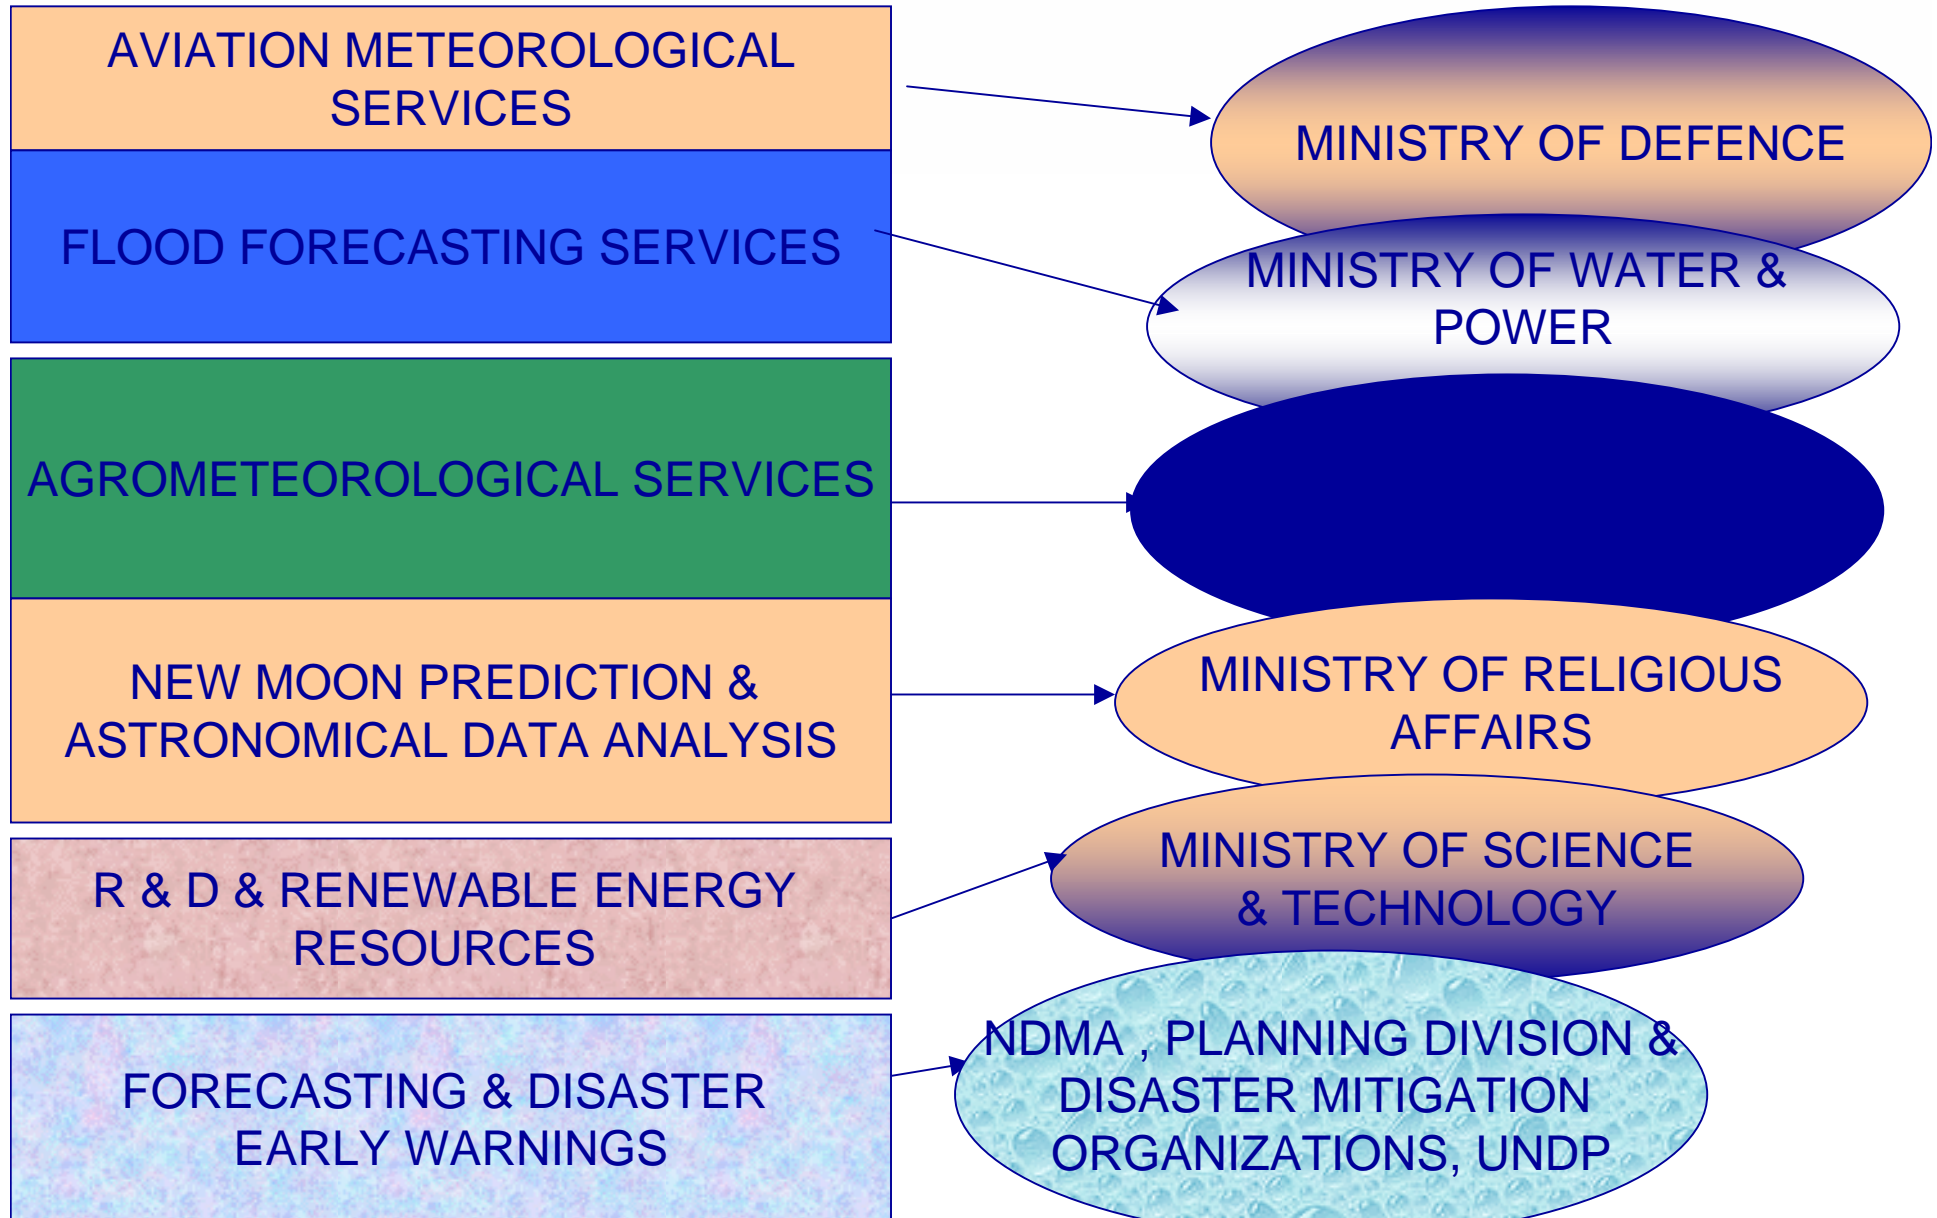 AVIATION METEOROLOGICAL
SERVICES
MINISTRY OF DEFENCE
FLOOD FORECASTING SERVICES
MINISTRY OF WATER &
POWER
AGROMETEOROLOGICAL SERVICES
NEW MOON PREDICTION &
ASTRONOMICAL DATA ANALYSIS
MINISTRY OF RELIGIOUS
AFFAIRS
R & D & RENEWABLE ENERGY
RESOURCES
MINISTRY OF SCIENCE
& TECHNOLOGY
FORECASTING & DISASTER
EARLY WARNINGS
NDMA , PLANNING DIVISION &
DISASTER MITIGATION
ORGANIZATIONS, UNDP